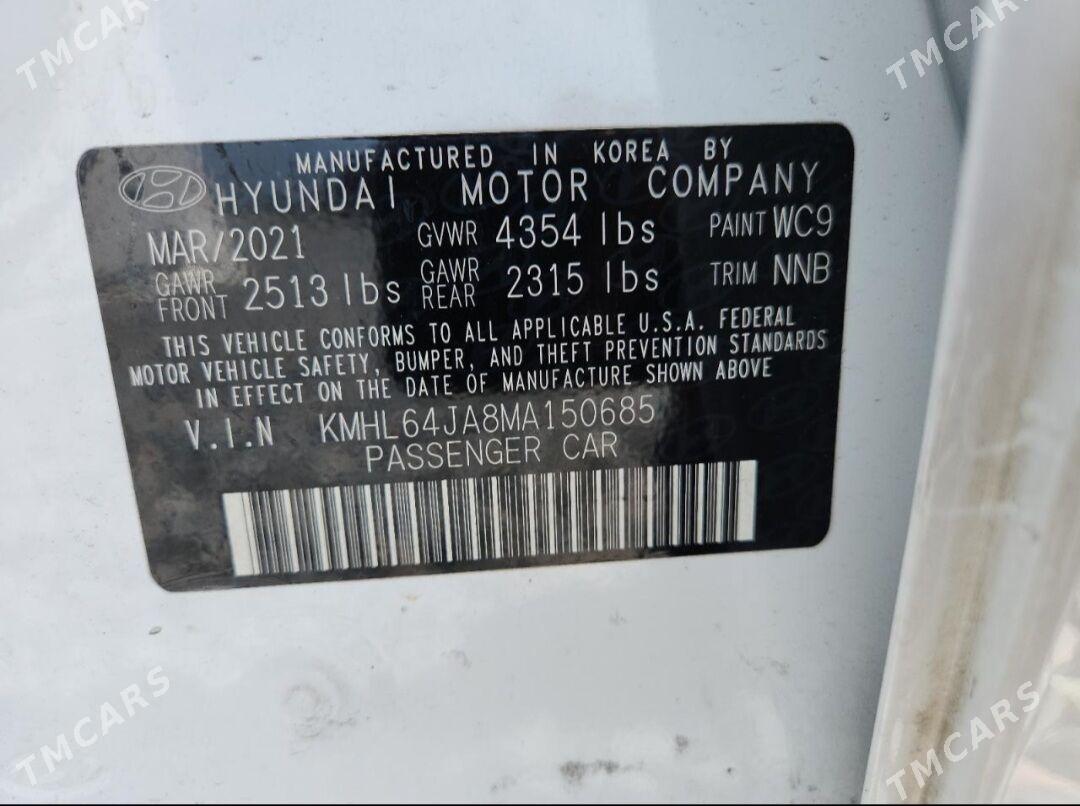 TMCARS
TMCARS
MANUFACTURED IN KOREA BY
HYUNDAI MOTOR COMPANY
MAR/2021 GVWR 4354 lbs PAINT WC9
GAWR FRONT 2513 lbs GAWR REAR 2315 lbs TRIM NNB
THIS VEHICLE CONFORMS TO ALL APPLICABLE U.S.A. FEDERAL
MOTOR VEHICLE SAFETY, BUMPER, AND THEFT PREVENTION STANDARDS
IN EFFECT ON THE DATE OF MANUFACTURE SHOWN ABOVE
V.I.N KMHL64JA8MA150685
PASSENGER CAR
TMCARS
TMCARS